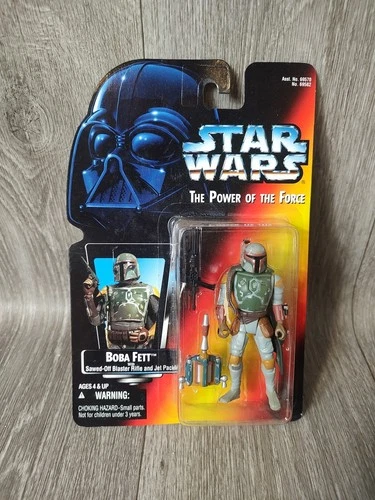 Asst. No. 69570
No. 69582
STAR
WARS
THE POWER OF THE FORCE
BOBA FETT™
WITH
Sawed-Off Blaster Rifle and Jet Pack
AGES 4 & UP
WARNING:
CHOKING HAZARD-Small parts.
Not for children under 3 years.